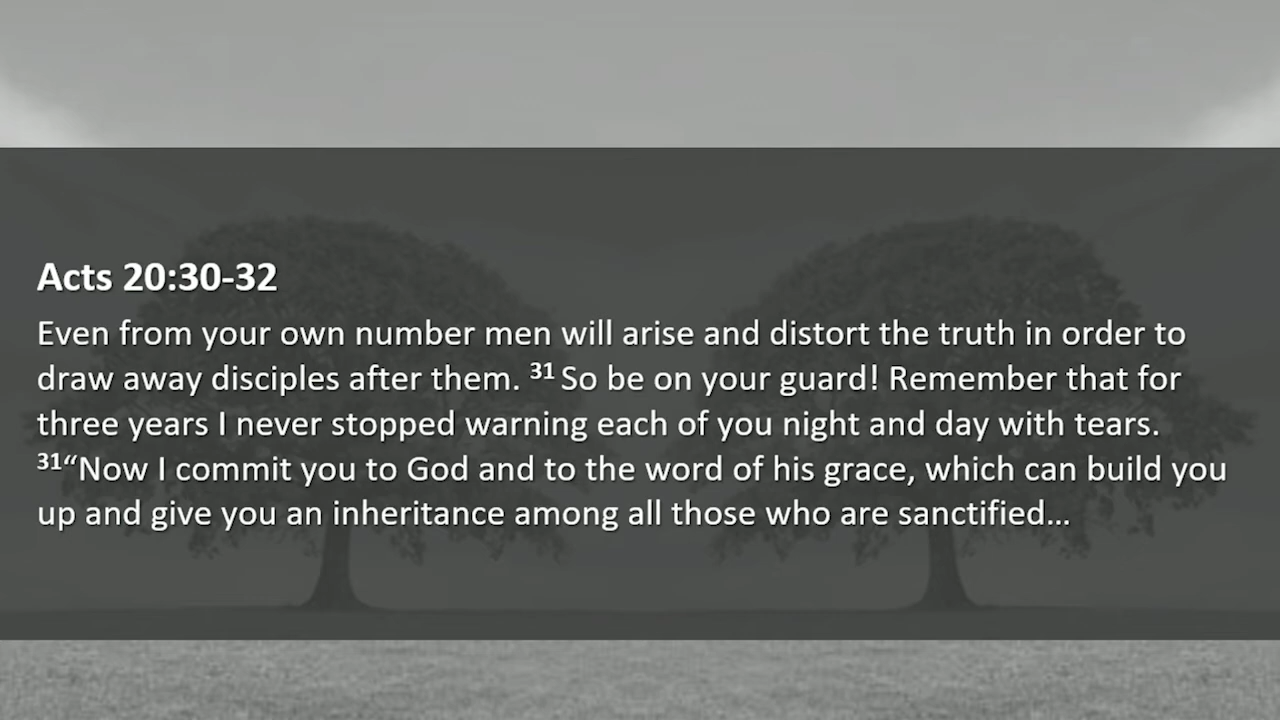 Acts 20:30-32
Even from your own number men will arise and distort the truth in order to
draw away disciples after them. 31 So be on your guard! Remember that for
three years I never stopped warning each of you night and day with tears.
31“Now I commit you to God and to the word of his grace, which can build you
up and give you an inheritance among all those who are sanctified…